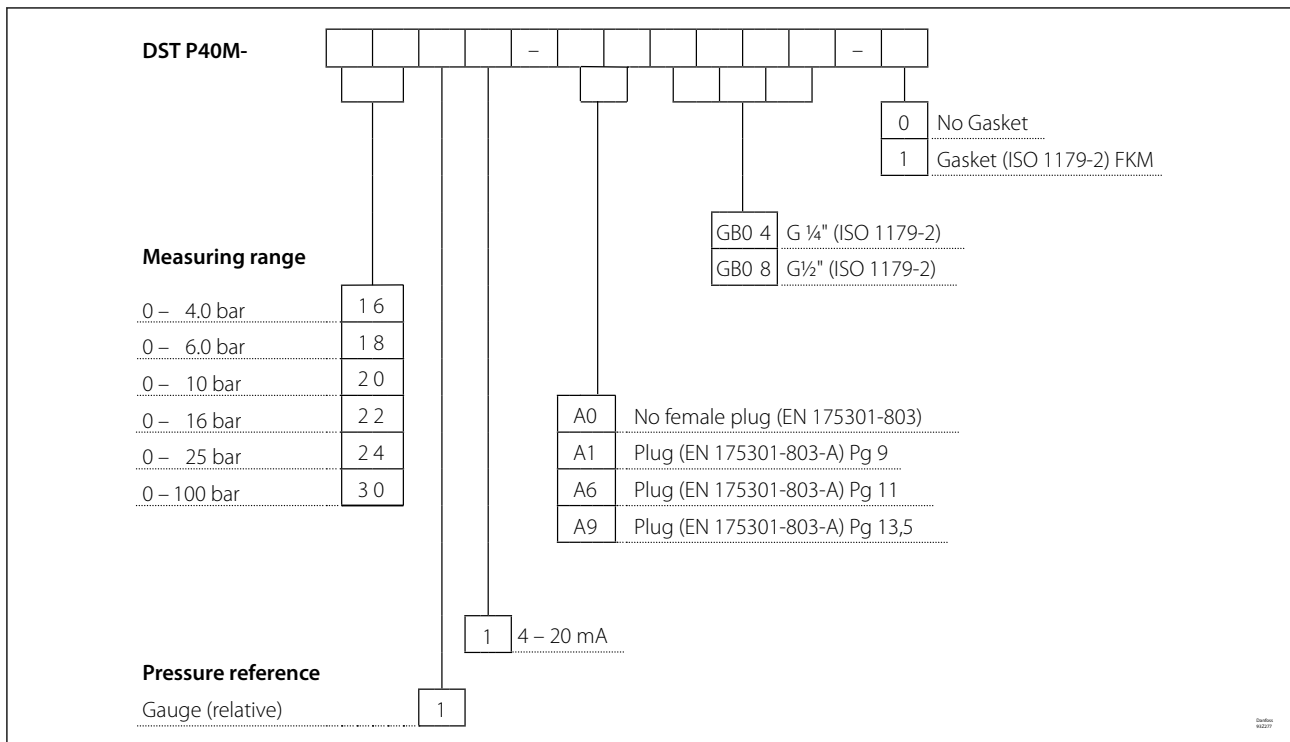 DST P40M-
– –
0 No Gasket
1 Gasket (ISO 1179-2) FKM
GB0 4 G ¼" (ISO 1179-2)
GB0 8 G½" (ISO 1179-2)
Measuring range
0 – 4.0 bar 1 6
0 – 6.0 bar 1 8
0 – 10 bar 2 0
0 – 16 bar 2 2
0 – 25 bar 2 4
0 – 100 bar 3 0
A0 No female plug (EN 175301-803)
A1 Plug (EN 175301-803-A) Pg 9
A6 Plug (EN 175301-803-A) Pg 11
A9 Plug (EN 175301-803-A) Pg 13,5
1 4 – 20 mA
Pressure reference
Gauge (relative) 1
Danfoss